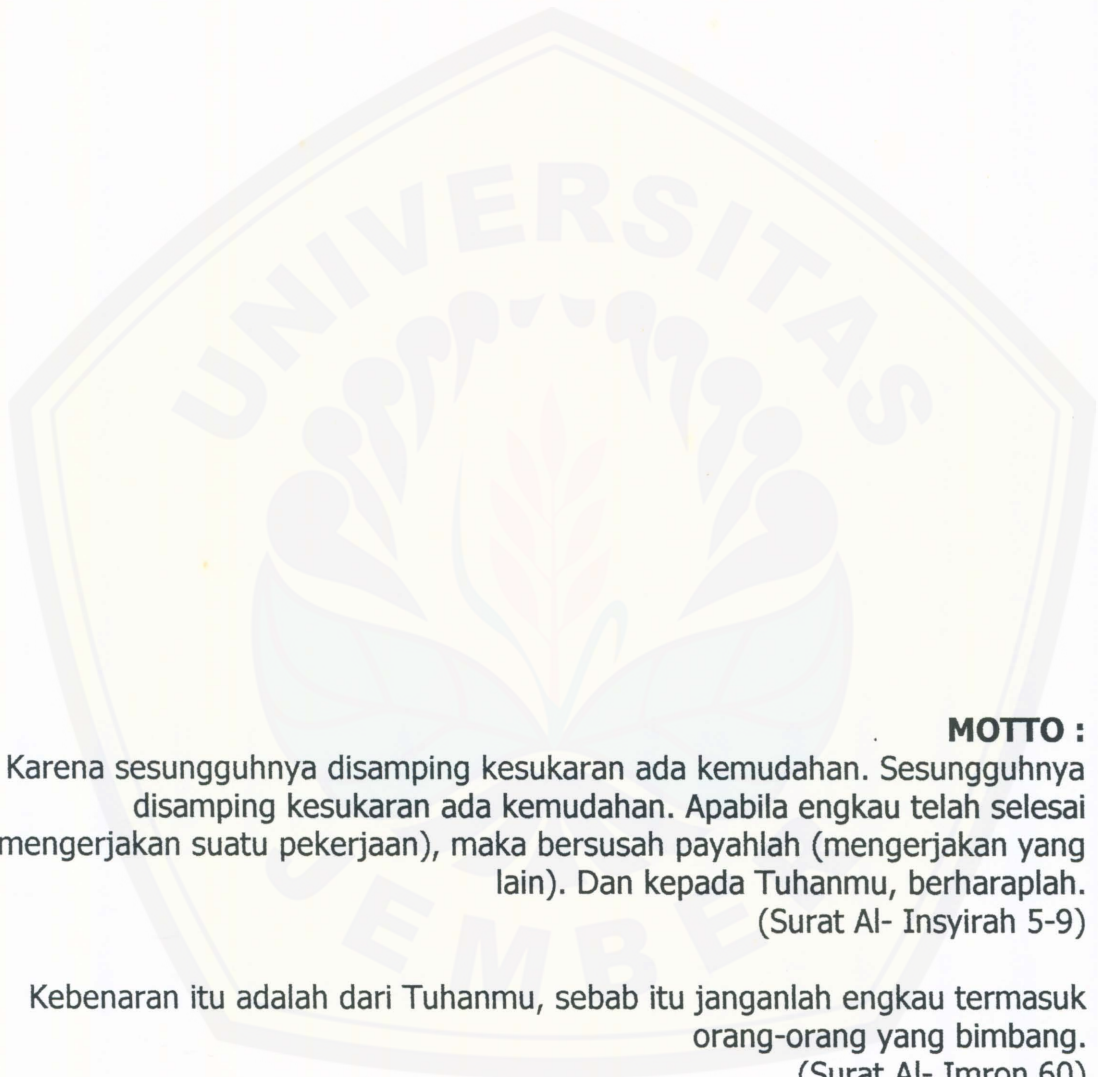 UNIVERSITAS
JEMBER
MOTTO :
Karena sesungguhnya disamping kesukaran ada kemudahan. Sesungguhnya
disamping kesukaran ada kemudahan. Apabila engkau telah selesai
mengerjakan suatu pekerjaan), maka bersusah payahlah (mengerjakan yang
lain). Dan kepada Tuhanmu, berharaplah.
(Surat Al- Insyirah 5-9)
Kebenaran itu adalah dari Tuhanmu, sebab itu janganlah engkau termasuk
orang-orang yang bimbang.
(Surat Al- Imron 60)